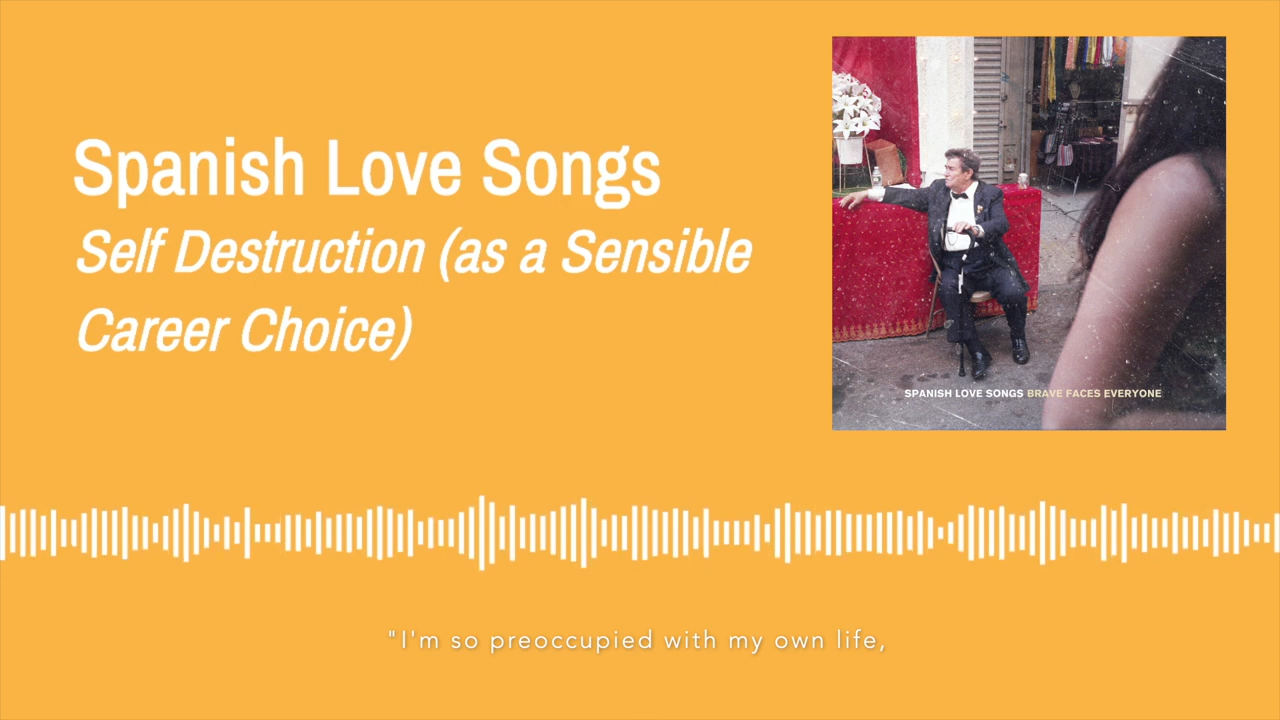 Spanish Love Songs
Self Destruction (as a Sensible
Career Choice)
SPANISH LOVE SONGS BRAVE FACES EVERYONE
"I'm so preoccupied with my own life,